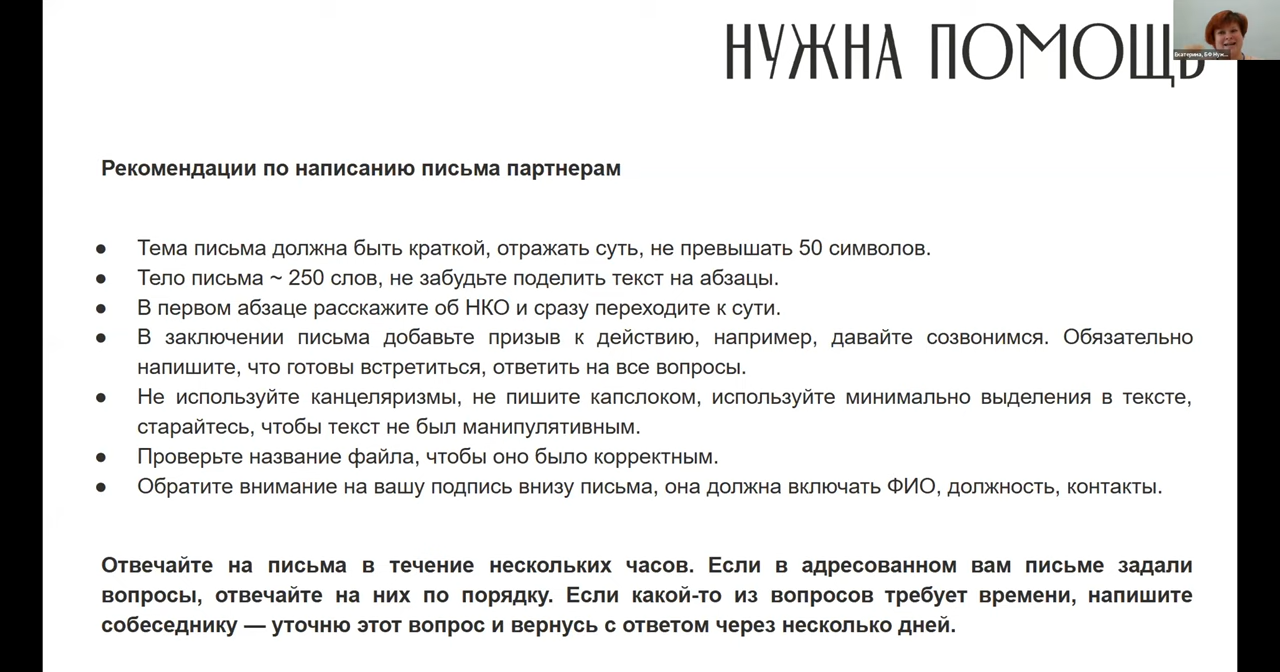 НУЖНА ПОМОЩЬ
Екатерина, БФ Нуж...
Рекомендации по написанию письма партнерам
● Тема письма должна быть краткой, отражать суть, не превышать 50 символов.
● Тело письма ~ 250 слов, не забудьте поделить текст на абзацы.
● В первом абзаце расскажите об НКО и сразу переходите к сути.
● В заключении письма добавьте призыв к действию, например, давайте созвонимся. Обязательно
напишите, что готовы встретиться, ответить на все вопросы.
● Не используйте канцеляризмы, не пишите капслоком, используйте минимально выделения в тексте,
старайтесь, чтобы текст не был манипулятивным.
● Проверьте название файла, чтобы оно было корректным.
● Обратите внимание на вашу подпись внизу письма, она должна включать ФИО, должность, контакты.
Отвечайте на письма в течение нескольких часов. Если в адресованном вам письме задали
вопросы, отвечайте на них по порядку. Если какой-то из вопросов требует времени, напишите
собеседнику — уточню этот вопрос и вернусь с ответом через несколько дней.